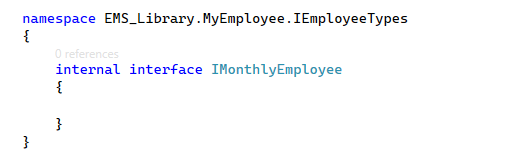 namespace EMS_Library.MyEmployee.IEmployeeTypes
{
0 references
internal interface IMonthlyEmployee
{
}
}